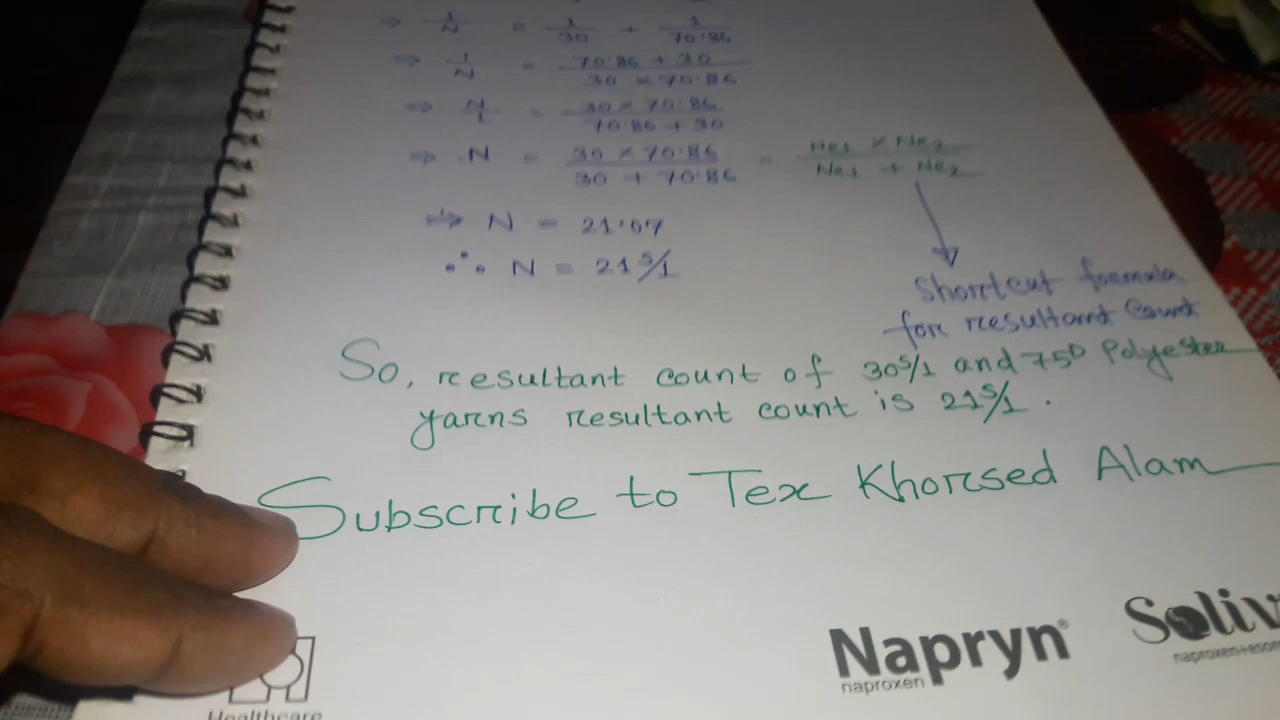 ⇒ 1/N = 1/30 + 1/70.86
⇒ 1/N = 70.86 + 30 / 30 × 70.86
⇒ N/1 = 30 × 70.86 / 70.86 + 30
⇒ N = 30 × 70.86 / 30 + 70.86 = Ne1 × Ne2 / Ne1 + Ne2
⇒ N = 21.07
∴ N = 21 S/1
Shortcut formula
for resultant Count
So, resultant count of 30S/1 and 75D Polyester
yarns resultant count is 21S/1.
Subscribe to Tex Khorsed Alam
Napryn®
naproxen
Soliv
naproxen+esom
Healthcare